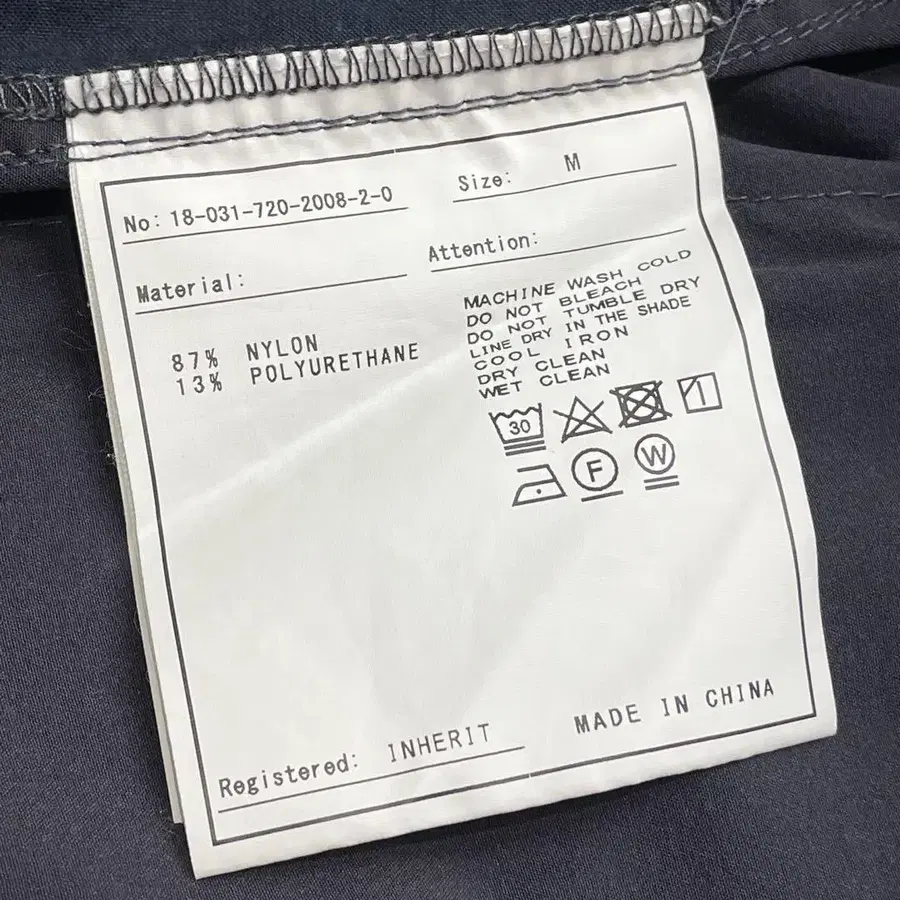 No: 18-031-720-2008-2-0
Size: M
Material:
87% NYLON
13% POLYURETHANE
Attention:
MACHINE WASH COLD
DO NOT BLEACH
DO NOT TUMBLE DRY
LINE DRY IN THE SHADE
COOL IRON
DRY CLEAN
WET CLEAN
30
F W
Registered: INHERIT
MADE IN CHINA